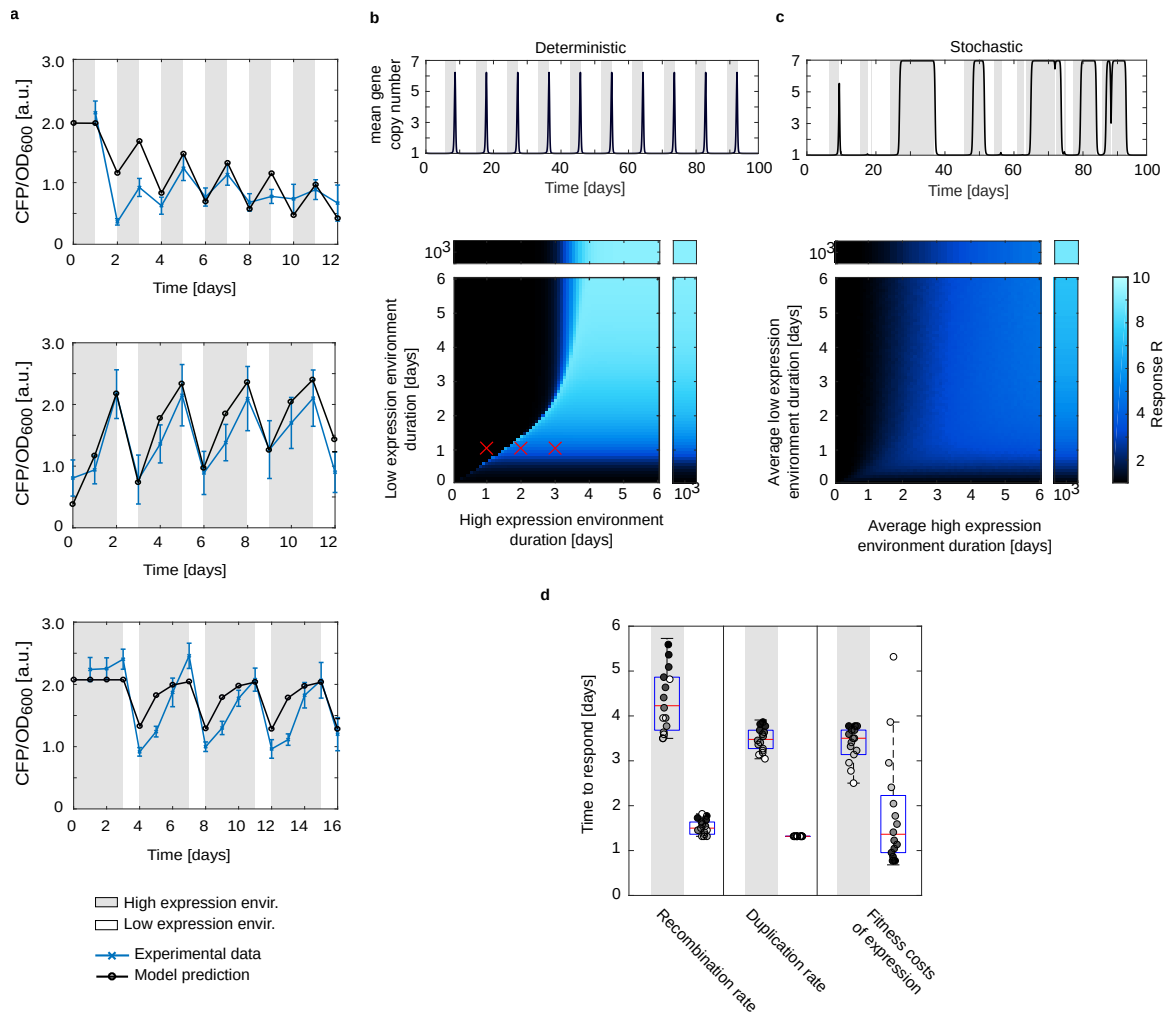 a
3.0
2.0
1.0
0
CFP/OD600 [a.u.]
0 2 4 6 8 10 12
Time [days]
3.0
2.0
1.0
0
CFP/OD600 [a.u.]
0 2 4 6 8 10 12
Time [days]
3.0
2.0
1.0
0
CFP/OD600 [a.u.]
0 2 4 6 8 10 12 14 16
Time [days]
High expression envir.
Low expression envir.
Experimental data
Model prediction
b
Deterministic
mean gene
copy number
7
5
3
1
0 20 40 60 80 100
Time [days]
10³
6
5
4
3
2
1
0
Low expression environment
duration [days]
0 1 2 3 4 5 6 10³
High expression environment
duration [days]
c
Stochastic
7
5
3
1
0 20 40 60 80 100
Time [days]
10³
6
5
4
3
2
1
0
Average low expression
environment duration [days]
0 1 2 3 4 5 6 10³
Average high expression
environment duration [days]
10
8
6
4
2
Response R
d
6
5
4
3
2
1
0
Time to respond [days]
Recombination rate
Duplication rate
Fitness costs
of expression